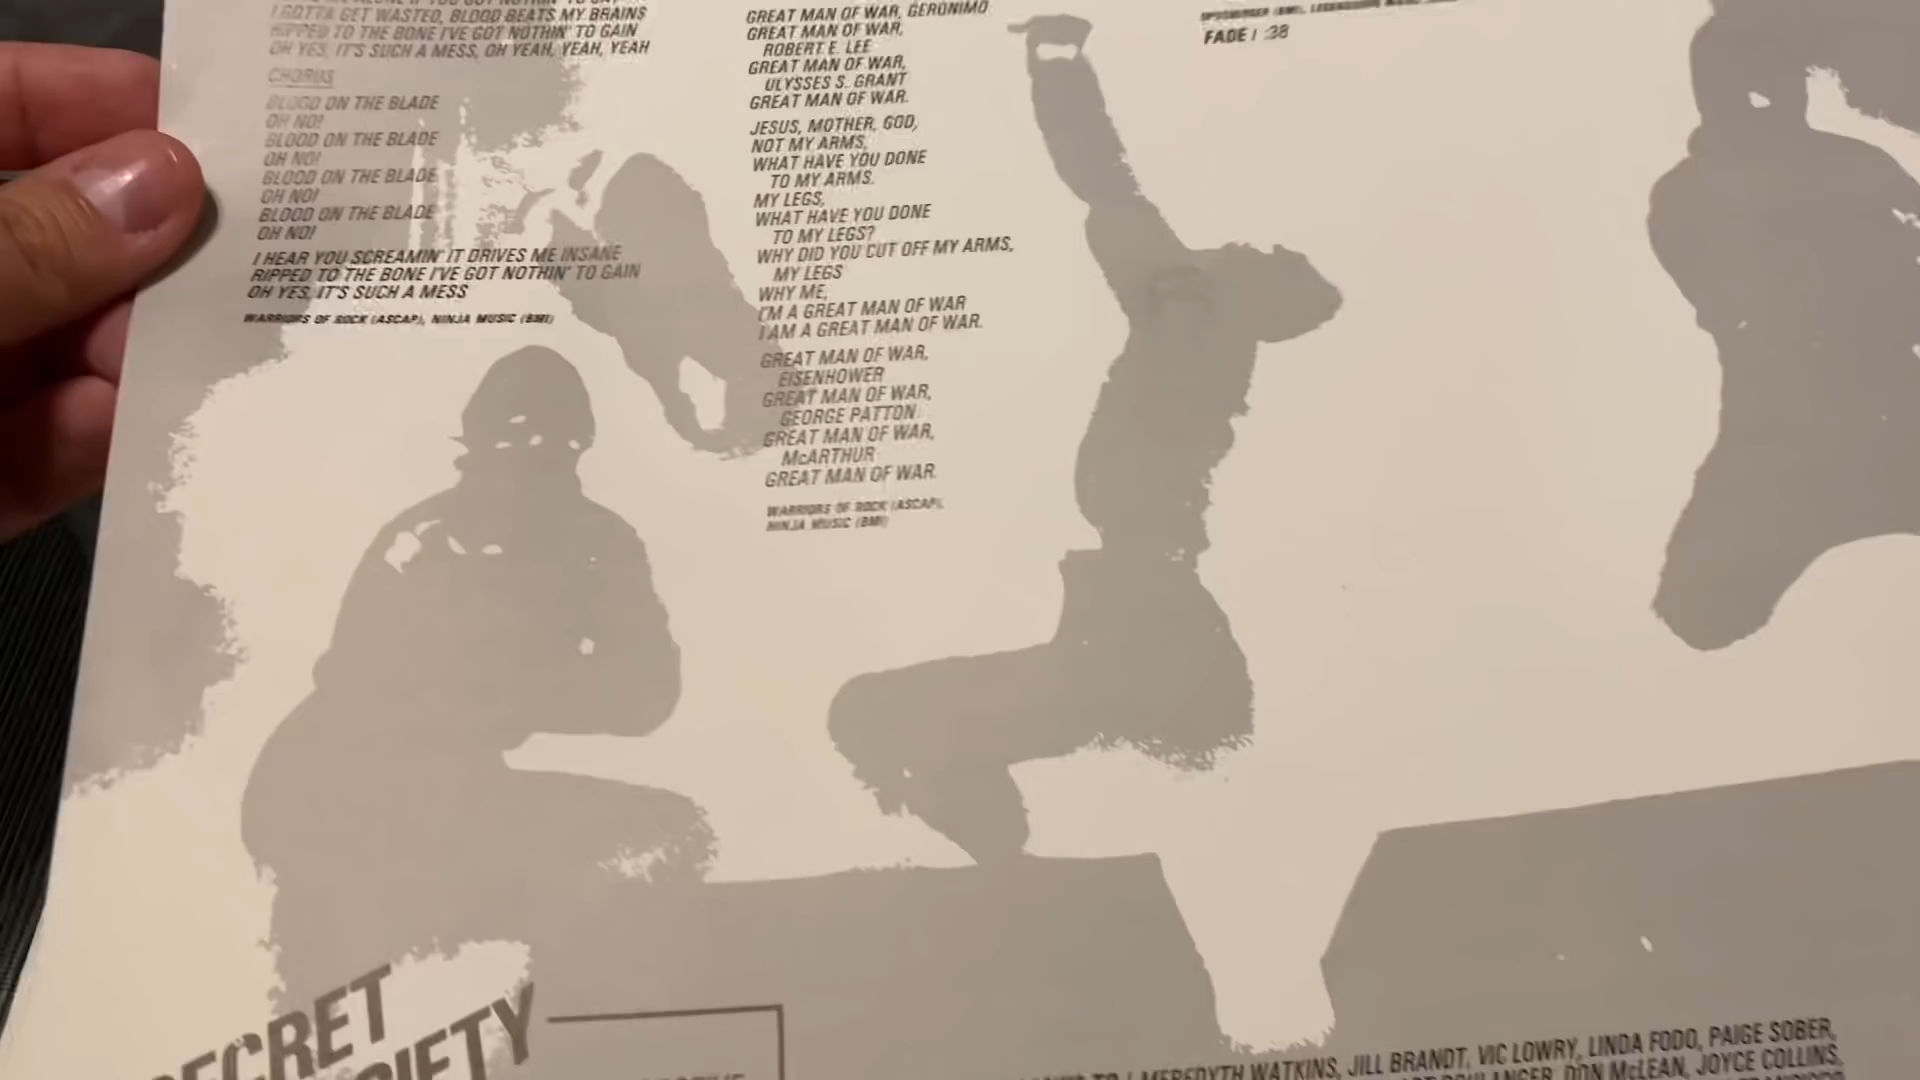 I GOTTA GET WASTED, BLOOD BEATS MY BRAINS
RIPPED TO THE BONE I'VE GOT NOTHIN' TO GAIN
OH YES, IT'S SUCH A MESS, OH YEAH, YEAH, YEAH
CHORUS
BLOOD ON THE BLADE
OH NO!
BLOOD ON THE BLADE
OH NO!
BLOOD ON THE BLADE
OH NO!
BLOOD ON THE BLADE
OH NO!
I HEAR YOU SCREAMIN' IT DRIVES ME INSANE
RIPPED TO THE BONE I'VE GOT NOTHIN' TO GAIN
OH YES, IT'S SUCH A MESS
WARRIORS OF ROCK (ASCAP), NINJA MUSIC (BMI)
GREAT MAN OF WAR, GERONIMO
GREAT MAN OF WAR,
ROBERT E. LEE
GREAT MAN OF WAR,
ULYSSES S. GRANT
GREAT MAN OF WAR.
JESUS, MOTHER, GOD,
NOT MY ARMS,
WHAT HAVE YOU DONE
TO MY ARMS.
MY LEGS,
WHAT HAVE YOU DONE
TO MY LEGS?
WHY DID YOU CUT OFF MY ARMS,
MY LEGS
WHY ME,
I'M A GREAT MAN OF WAR
I AM A GREAT MAN OF WAR.
GREAT MAN OF WAR,
EISENHOWER
GREAT MAN OF WAR,
GEORGE PATTON
GREAT MAN OF WAR,
McARTHUR
GREAT MAN OF WAR.
WARRIORS OF ROCK (ASCAP),
NINJA MUSIC (BMI)
FADE / :38
SECRET
MEREDYTH WATKINS, JILL BRANDT, VIC LOWRY, LINDA FODO, PAIGE SOBER,
DON McLEAN, JOYCE COLLINS,